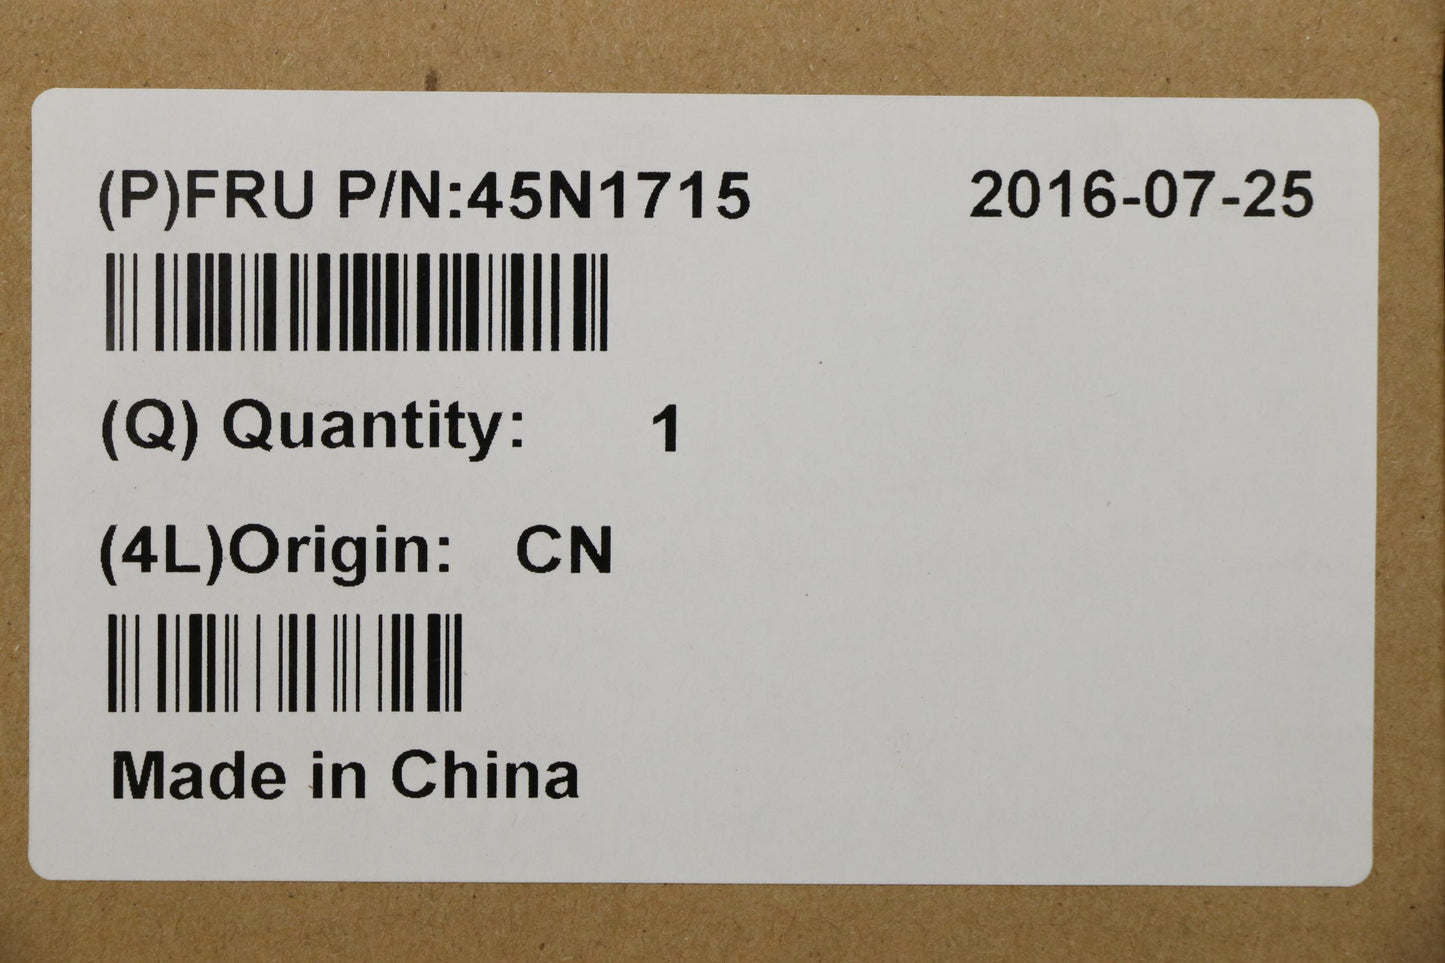 (P)FRU P/N:45N1715 2016-07-25
(Q) Quantity: 1
(4L)Origin: CN
Made in China